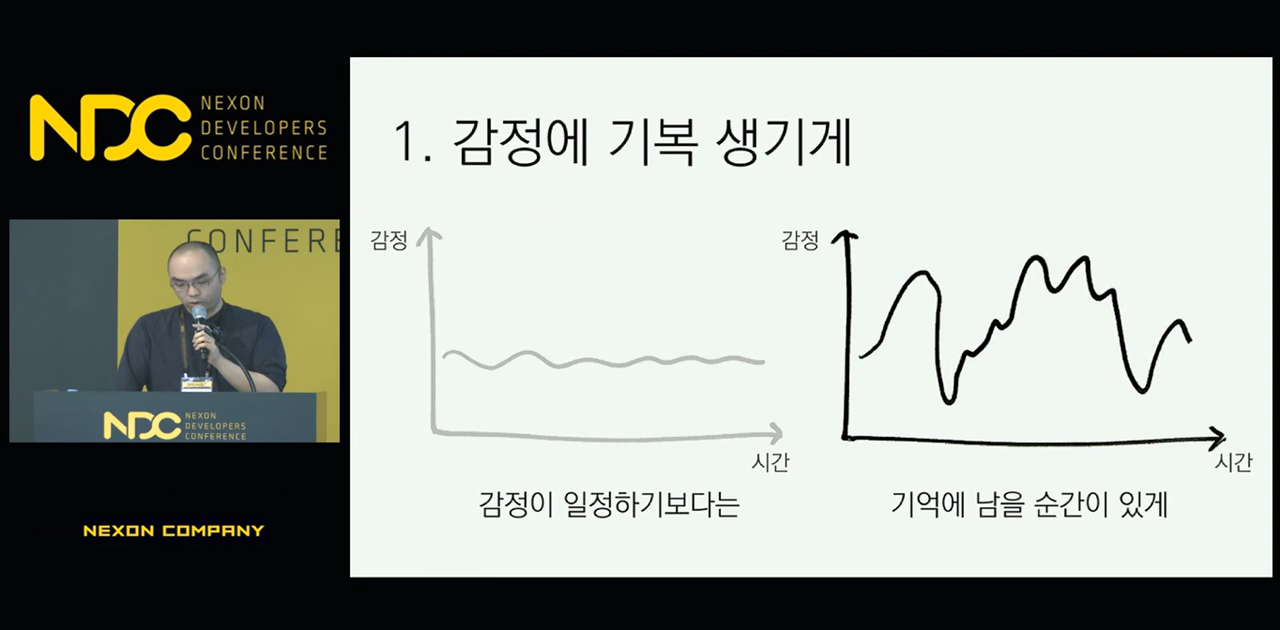 NDC
NEXON
DEVELOPERS
CONFERENCE
CONFERE
NDC
NEXON
DEVELOPERS
CONFERENCE
NEXON COMPANY
1. 감정에 기복 생기게
감정
시간
감정이 일정하기보다는
감정
시간
기억에 남을 순간이 있게